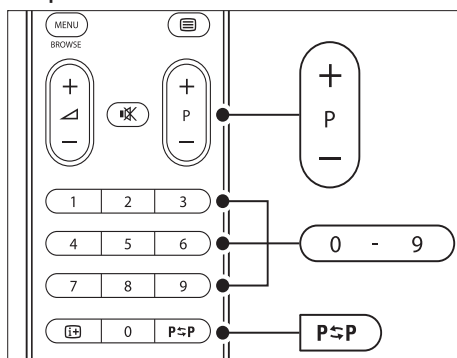 MENU
BROWSE
+ + +
P P
− − −
1 2 3
4 5 6 0 - 9
7 8 9
i+ 0 P⇆P P⇆P